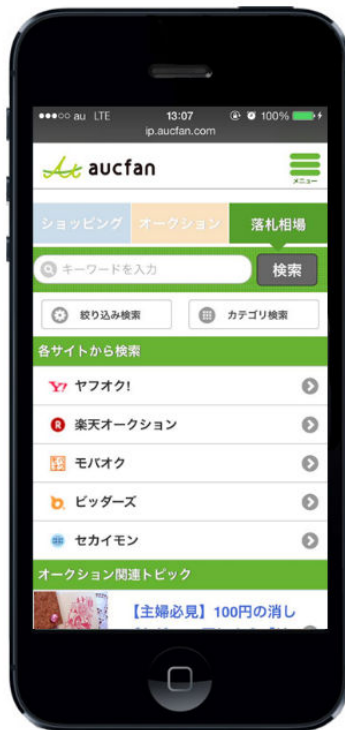 ●●●○○ au LTE 13:07 100%
ip.aucfan.com
aucfan
メニュー
ショッピング オークション 落札相場
キーワードを入力 検索
絞り込み検索 カテゴリ検索
各サイトから検索
Y! ヤフオク!
R 楽天オークション
モバオク
b. ビッダーズ
セカイモン
オークション関連トピック
【主婦必見】100円の消し